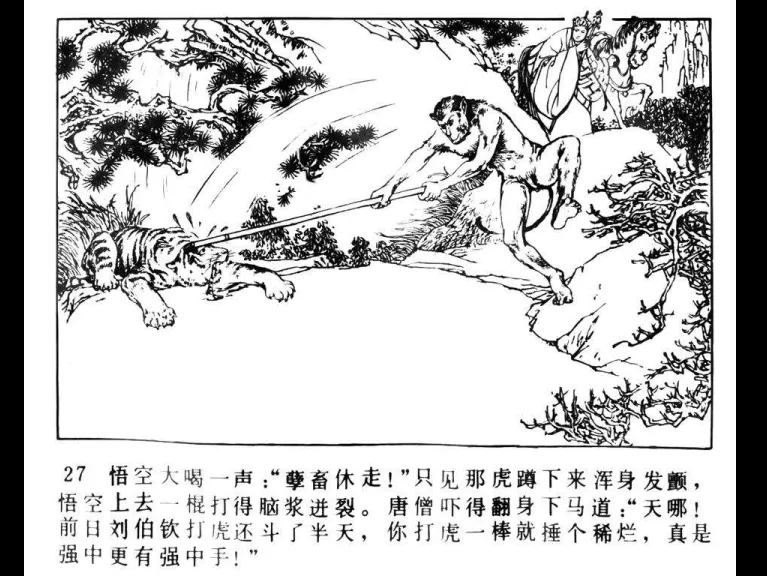 27 悟空大喝一声：“孽畜休走！”只见那虎蹲下来浑身发颤，
悟空上去一棍打得脑浆迸裂。唐僧吓得翻身下马道：“天哪！
前日刘伯钦打虎还斗了半天，你打虎一棒就捶个稀烂，真是
强中更有强中手！”